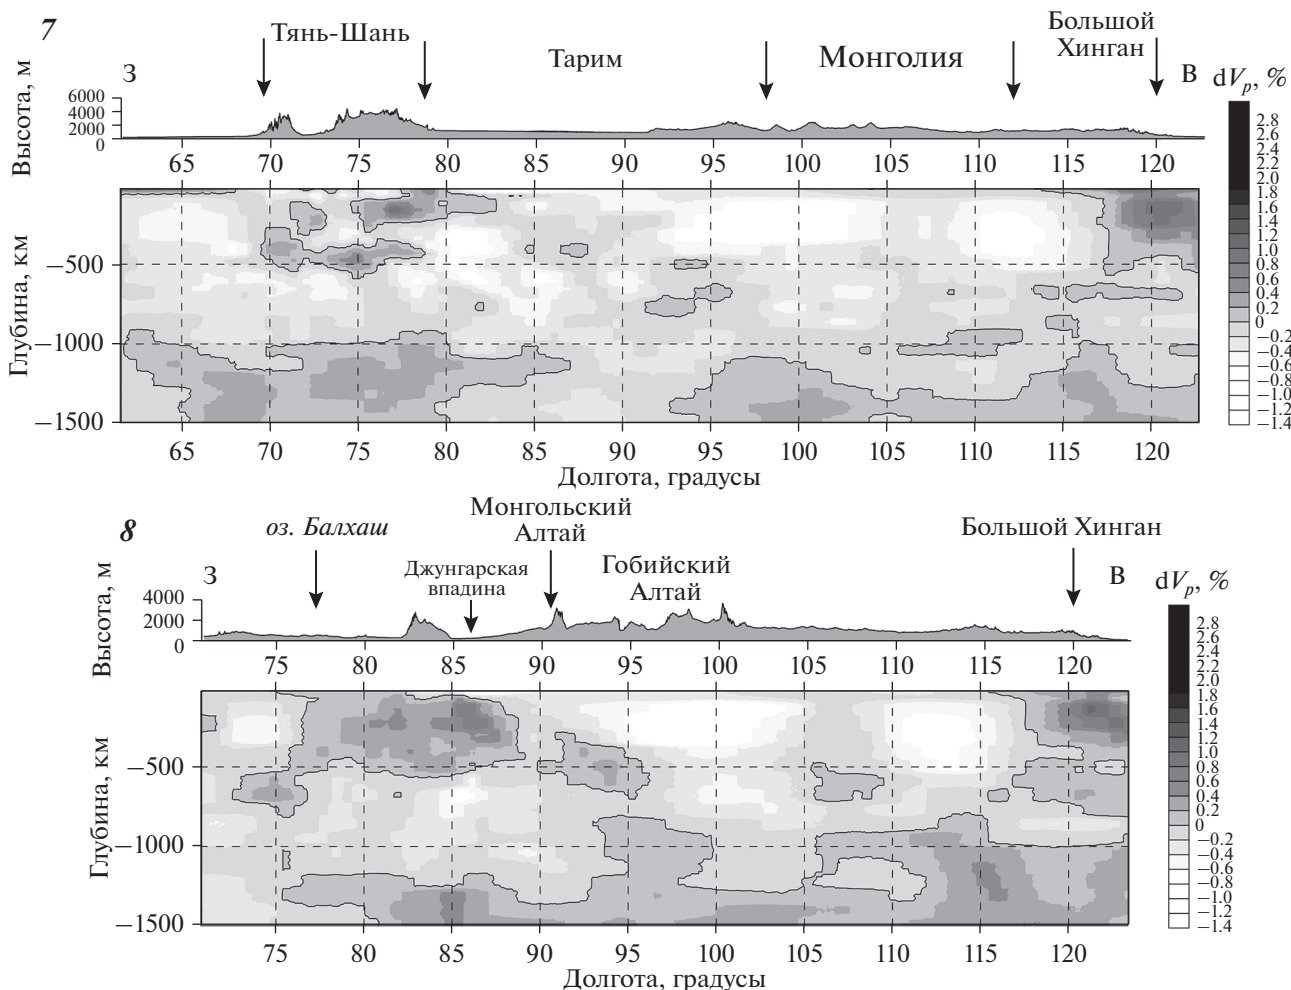 7
Тянь-Шань
Тарим
Монголия
Большой
Хинган
З
В
dVp, %
Высота, м
6000
4000
2000
0
65 70 75 80 85 90 95 100 105 110 115 120
Глубина, км
−500
−1000
−1500
65 70 75 80 85 90 95 100 105 110 115 120
Долгота, градусы
2.8
2.6
2.4
2.2
2.0
1.8
1.6
1.4
1.2
1.0
0.8
0.6
0.4
0.2
0
−0.2
−0.4
−0.6
−0.8
−1.0
−1.2
−1.4
8
оз. Балхаш
Джунгарская
впадина
Монгольский
Алтай
Гобийский
Алтай
Большой Хинган
З
В
dVp, %
Высота, м
4000
2000
0
75 80 85 90 95 100 105 110 115 120
Глубина, км
−500
−1000
−1500
75 80 85 90 95 100 105 110 115 120
Долгота, градусы
2.8
2.6
2.4
2.2
2.0
1.8
1.6
1.4
1.2
1.0
0.8
0.6
0.4
0.2
0
−0.2
−0.4
−0.6
−0.8
−1.0
−1.2
−1.4